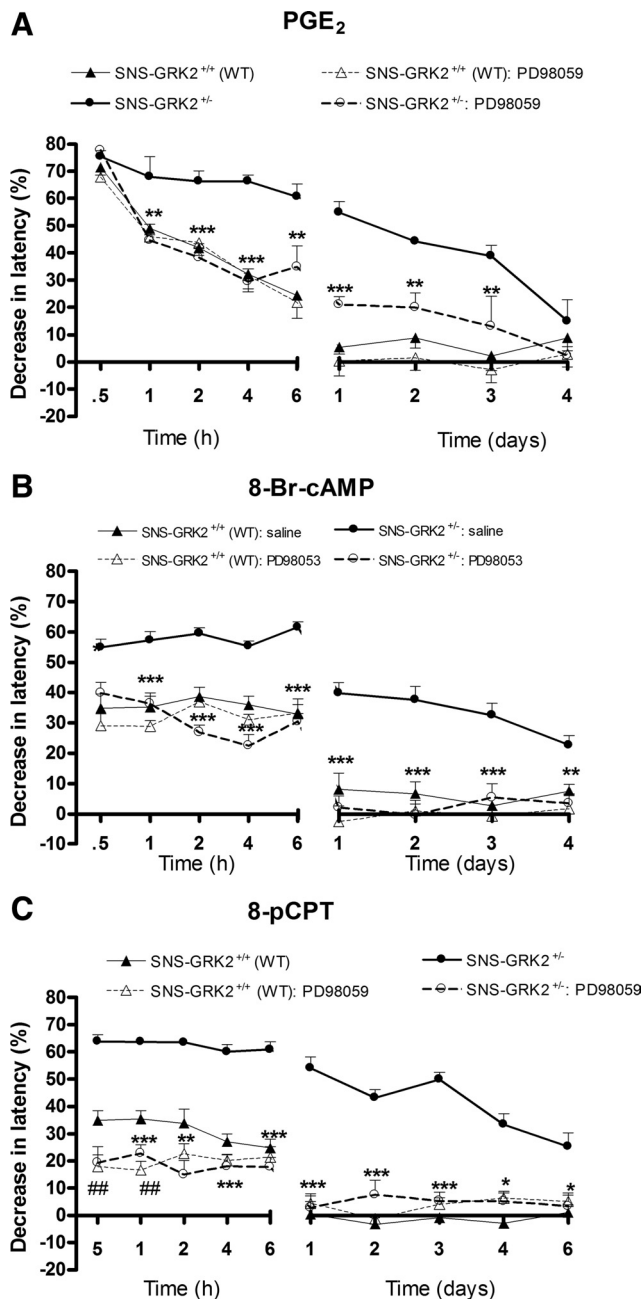 A
PGE2
SNS-GRK2+/+ (WT)
SNS-GRK2+/+ (WT): PD98059
SNS-GRK2+/-
SNS-GRK2+/-: PD98059
Decrease in latency (%)
80
70
60
50
40
30
20
10
0
-10
-20
**
***
***
**
***
**
**
.5 1 2 4 6
1 2 3 4
Time (h)
Time (days)
B
8-Br-cAMP
SNS-GRK2+/+ (WT): saline
SNS-GRK2+/-: saline
SNS-GRK2+/+ (WT): PD98053
SNS-GRK2+/-: PD98053
Decrease in latency (%)
80
70
60
50
40
30
20
10
0
-10
***
***
***
***
***
***
***
**
.5 1 2 4 6
1 2 3 4
Time (h)
Time (days)
C
8-pCPT
SNS-GRK2+/+ (WT)
SNS-GRK2+/-
SNS-GRK2+/+ (WT): PD98059
SNS-GRK2+/-: PD98059
Decrease in latency (%)
80
70
60
50
40
30
20
10
0
-10
-20
***
**
***
##
##
***
***
***
***
*
*
5 1 2 4 6
1 2 3 4 6
Time (h)
Time (days)